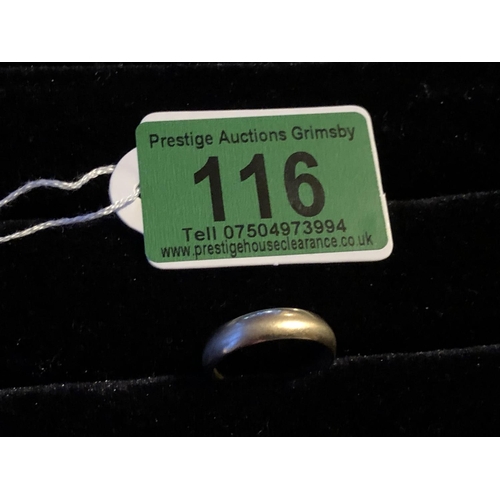 Prestige Auctions Grimsby
116
Tell 07504973994
www.prestigehouseclearance.co.uk